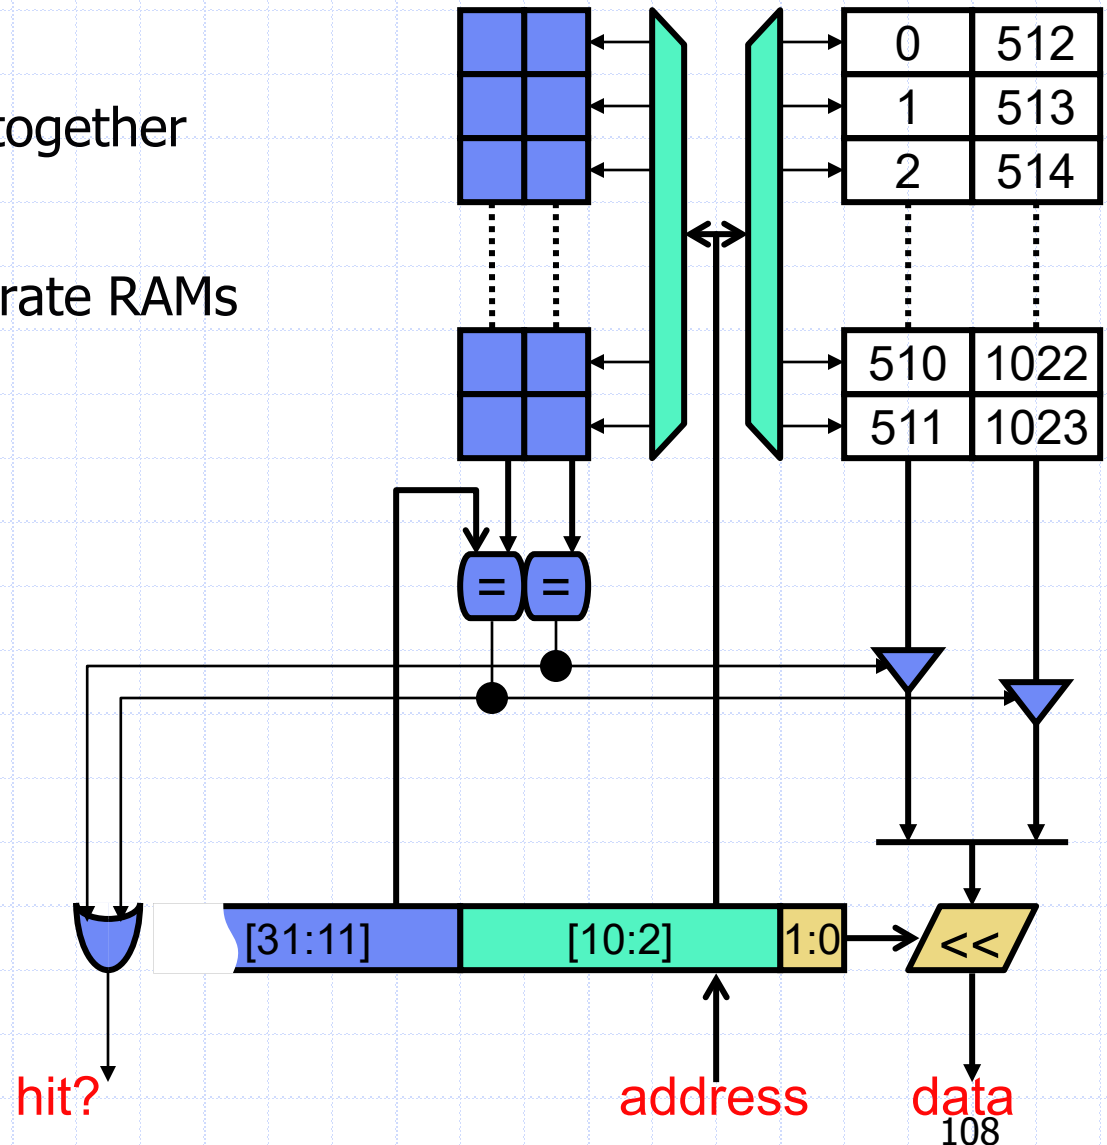 0 512
together
1 513
2 514
rate RAMs
510 1022
511 1023
= =
[31:11] [10:2] 1:0 <<
hit? address data
108